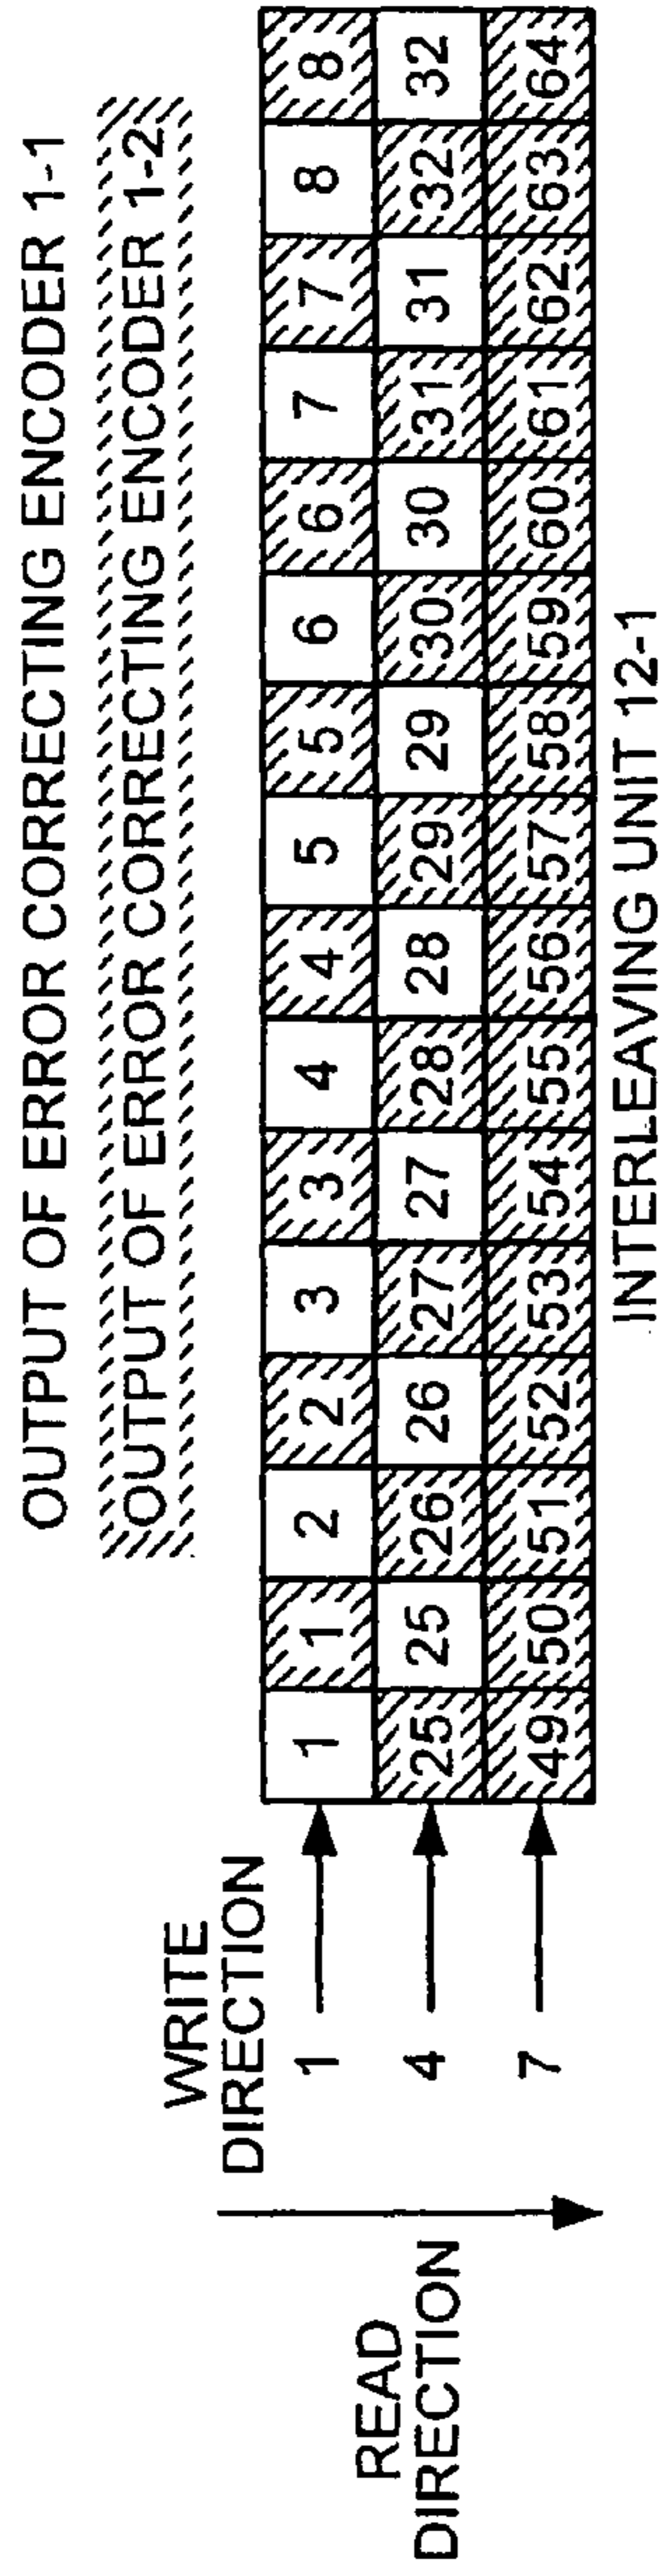 OUTPUT OF ERROR CORRECTING ENCODER 1-1
OUTPUT OF ERROR CORRECTING ENCODER 1-2
WRITE
DIRECTION
READ
DIRECTION
1 1 1 2 2 3 3 4 4 5 5 6 6 7 7 8 8
4 25 25 26 26 27 27 28 28 29 29 30 30 31 31 32 32
7 49 50 51 52 53 54 55 56 57 58 59 60 61 62 63 64
INTERLEAVING UNIT 12-1